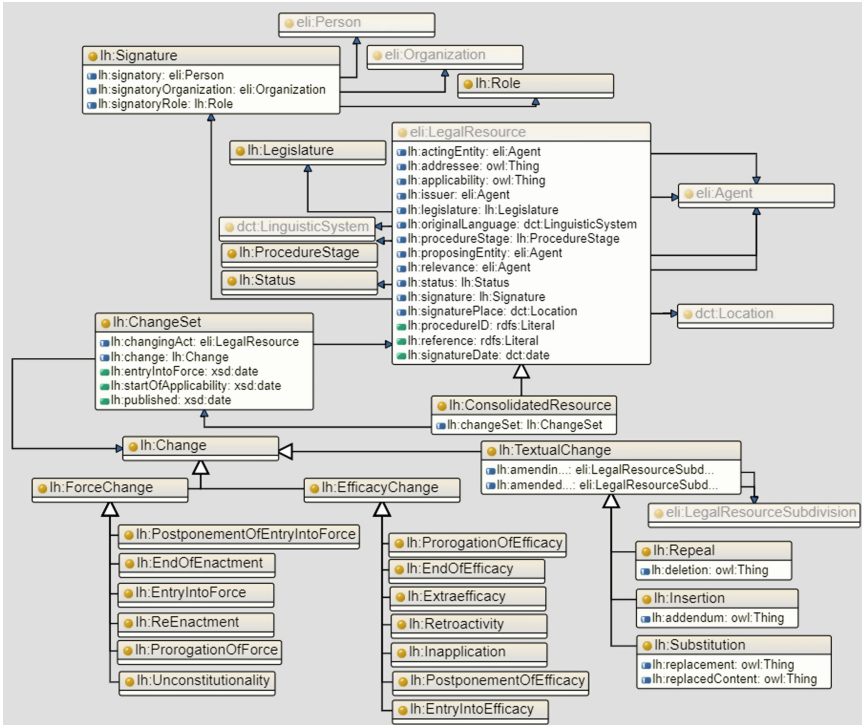 eli:Person
lh:Signature
lh:signatory: eli:Person
lh:signatoryOrganization: eli:Organization
lh:signatoryRole: lh:Role
eli:Organization
lh:Role
eli:LegalResource
lh:actingEntity: eli:Agent
lh:addressee: owl:Thing
lh:applicability: owl:Thing
lh:issuer: eli:Agent
lh:legislature: lh:Legislature
lh:originalLanguage: dct:LinguisticSystem
lh:procedureStage: lh:ProcedureStage
lh:proposingEntity: eli:Agent
lh:relevance: eli:Agent
lh:status: lh:Status
lh:signature: lh:Signature
lh:signaturePlace: dct:Location
lh:procedureID: rdfs:Literal
lh:reference: rdfs:Literal
lh:signatureDate: dct:date
lh:Legislature
eli:Agent
dct:LinguisticSystem
lh:ProcedureStage
lh:Status
dct:Location
lh:ChangeSet
lh:changingAct: eli:LegalResource
lh:change: lh:Change
lh:entryIntoForce: xsd:date
lh:startOfApplicability: xsd:date
lh:published: xsd:date
lh:ConsolidatedResource
lh:changeSet: lh:ChangeSet
lh:Change
lh:TextualChange
lh:amendin...: eli:LegalResourceSubd...
lh:amended...: eli:LegalResourceSubd...
eli:LegalResourceSubdivision
lh:ForceChange
lh:EfficacyChange
lh:PostponementOfEntryIntoForce
lh:EndOfEnactment
lh:EntryIntoForce
lh:ReEnactment
lh:ProrogationOfForce
lh:Unconstitutionality
lh:ProrogationOfEfficacy
lh:EndOfEfficacy
lh:Extraefficacy
lh:Retroactivity
lh:Inapplication
lh:PostponementOfEfficacy
lh:EntryIntoEfficacy
lh:Repeal
lh:deletion: owl:Thing
lh:Insertion
lh:addendum: owl:Thing
lh:Substitution
lh:replacement: owl:Thing
lh:replacedContent: owl:Thing